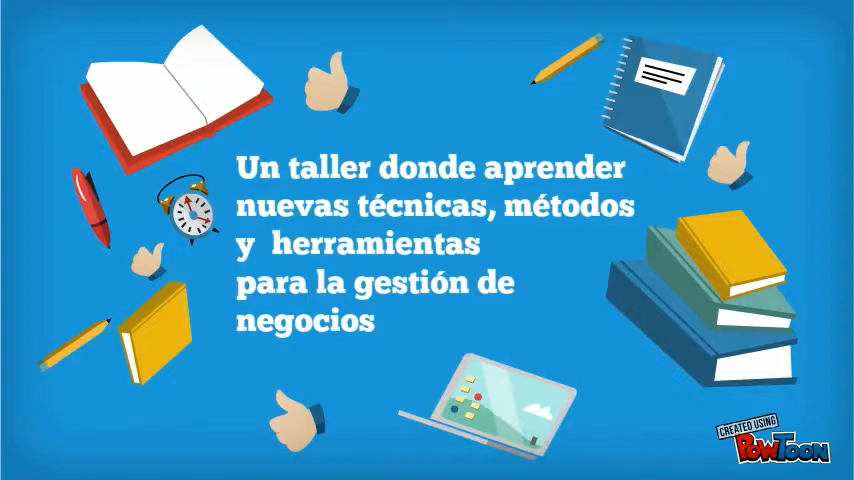 Un taller donde aprender
nuevas técnicas, métodos
y herramientas
para la gestión de
negocios
CREATED USING
POWTOON